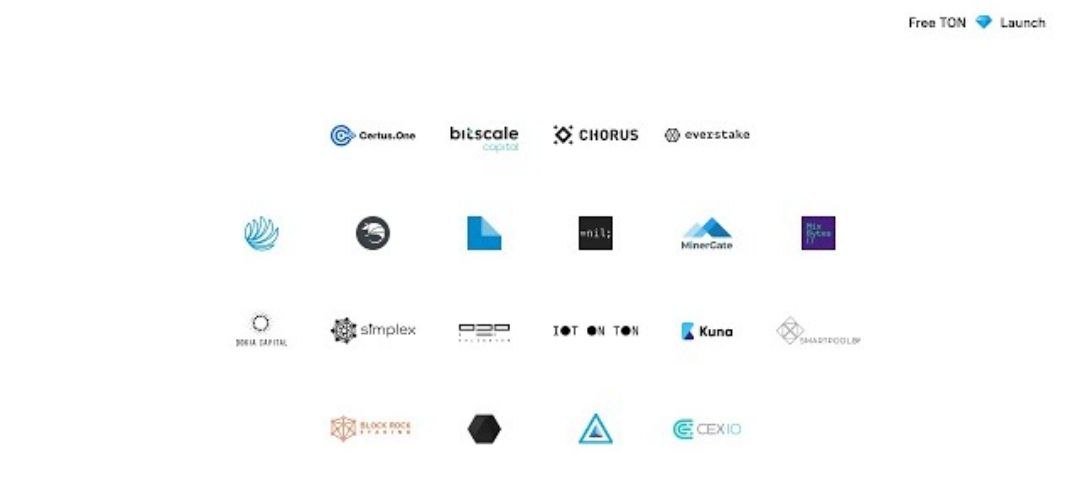 Free TON Launch
Certus.One
bitscale
capital
CHORUS
everstake
=nil;
MinerGate
Mix
Bytes
()
DOKIA CAPITAL
simplex
IOT ON TON
Kuna
SMARTPOOL
BLOCK ROCK
STAKING
CEX IO